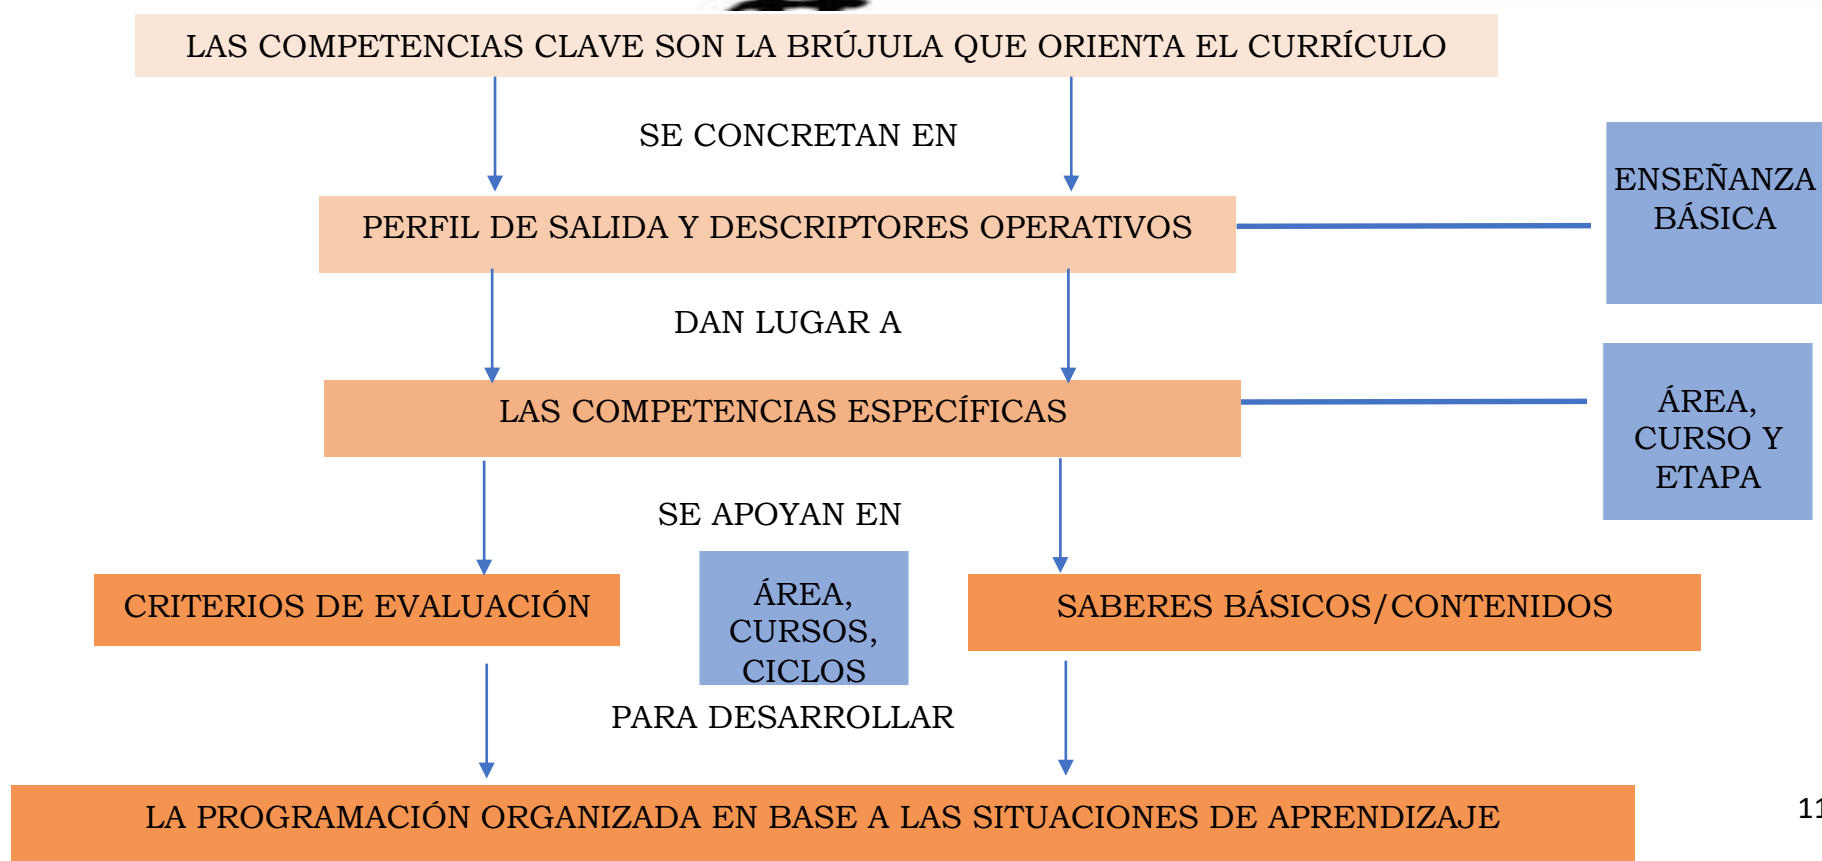 LAS COMPETENCIAS CLAVE SON LA BRÚJULA QUE ORIENTA EL CURRÍCULO
SE CONCRETAN EN
ENSEÑANZA
BÁSICA
PERFIL DE SALIDA Y DESCRIPTORES OPERATIVOS
DAN LUGAR A
LAS COMPETENCIAS ESPECÍFICAS
ÁREA,
CURSO Y
ETAPA
SE APOYAN EN
CRITERIOS DE EVALUACIÓN
ÁREA,
CURSOS,
CICLOS
SABERES BÁSICOS/CONTENIDOS
PARA DESARROLLAR
LA PROGRAMACIÓN ORGANIZADA EN BASE A LAS SITUACIONES DE APRENDIZAJE
11